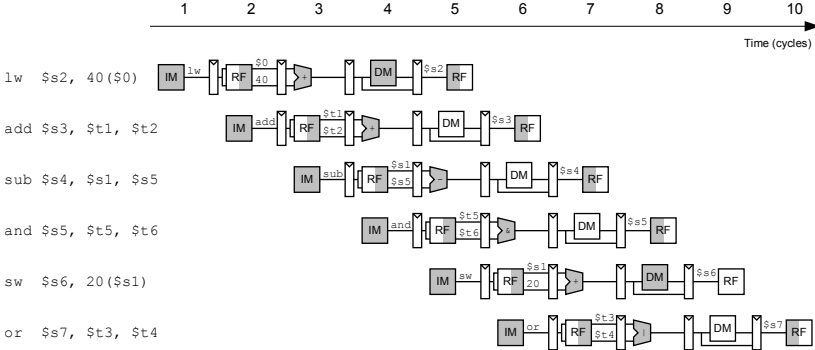 1 2 3 4 5 6 7 8 9 10
Time (cycles)
lw $s2, 40($0) IM lw RF $0 40 + DM $s2 RF
add $s3, $t1, $t2 IM add RF $t1 $t2 + DM $s3 RF
sub $s4, $s1, $s5 IM sub RF $s1 $s5 - DM $s4 RF
and $s5, $t5, $t6 IM and RF $t5 $t6 & DM $s5 RF
sw $s6, 20($s1) IM sw RF $s1 20 + DM $s6 RF
or $s7, $t3, $t4 IM or RF $t3 $t4 | DM $s7 RF